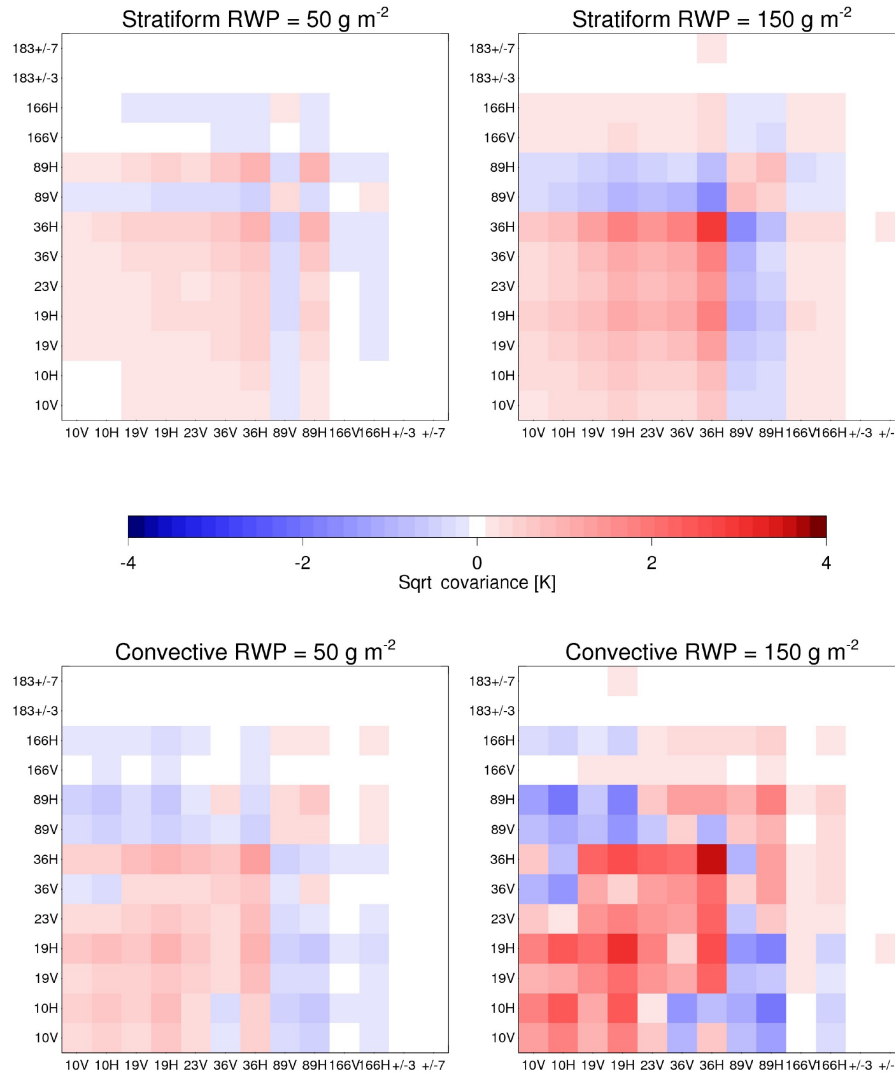 Stratiform RWP = 50 g m-2
Stratiform RWP = 150 g m-2
183+/-7
183+/-3
166H
166V
89H
89V
36H
36V
23V
19H
19V
10H
10V
10V 10H 19V 19H 23V 36V 36H 89V 89H 166V 166H +/-3 +/-7
183+/-7
183+/-3
166H
166V
89H
89V
36H
36V
23V
19H
19V
10H
10V
10V 10H 19V 19H 23V 36V 36H 89V 89H 166V 166H +/-3 +/-
-4 -2 0 2 4
Sqrt covariance [K]
Convective RWP = 50 g m-2
Convective RWP = 150 g m-2
183+/-7
183+/-3
166H
166V
89H
89V
36H
36V
23V
19H
19V
10H
10V
10V 10H 19V 19H 23V 36V 36H 89V 89H 166V 166H +/-3 +/-7
183+/-7
183+/-3
166H
166V
89H
89V
36H
36V
23V
19H
19V
10H
10V
10V 10H 19V 19H 23V 36V 36H 89V 89H 166V 166H +/-3 +/-